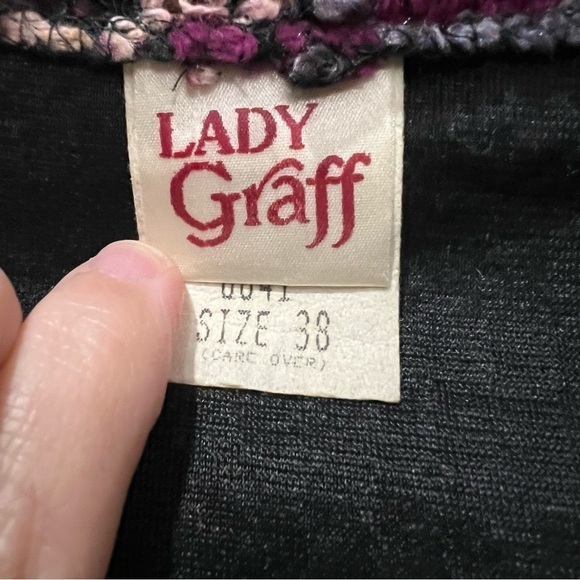 LADY
Graff
SIZE 38
(CARE OVER)